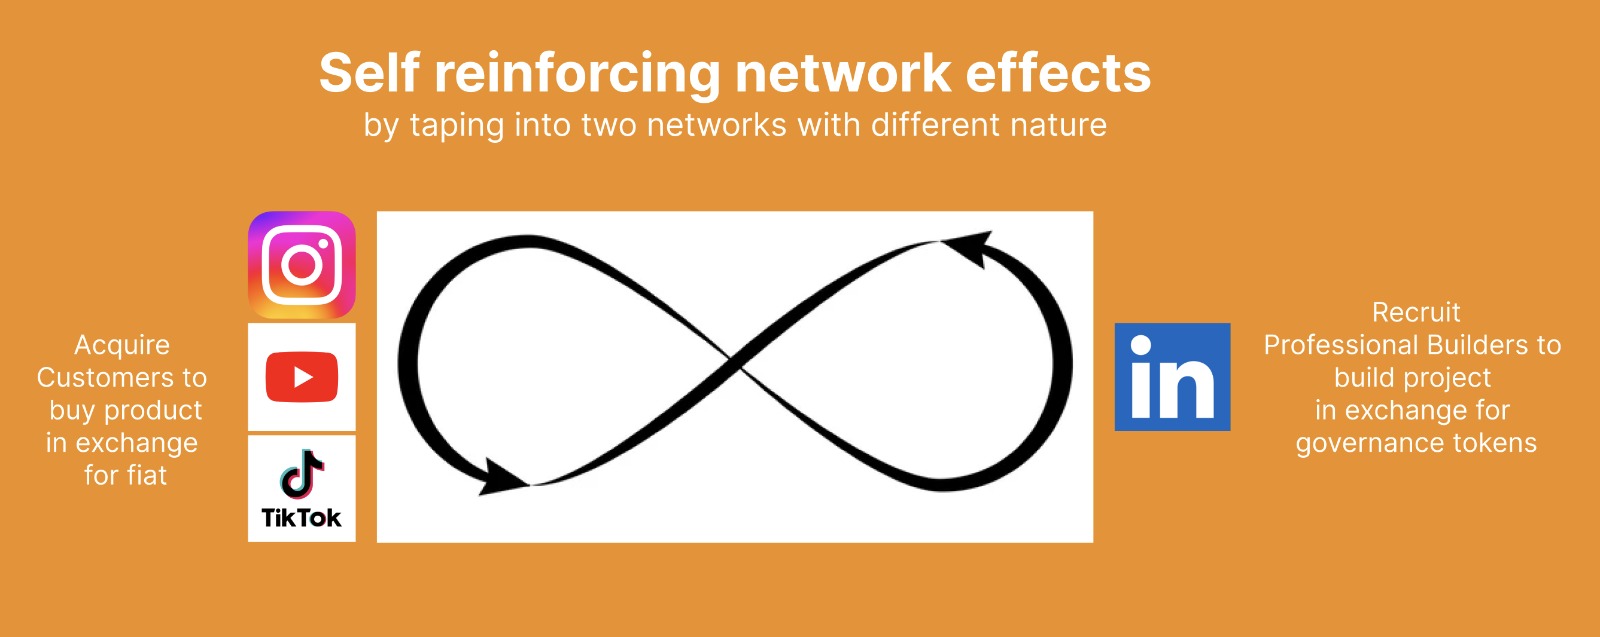 Self reinforcing network effects
by taping into two networks with different nature
Acquire
Customers to
buy product
in exchange
for fiat
TikTok
in
Recruit
Professional Builders to
build project
in exchange for
governance tokens